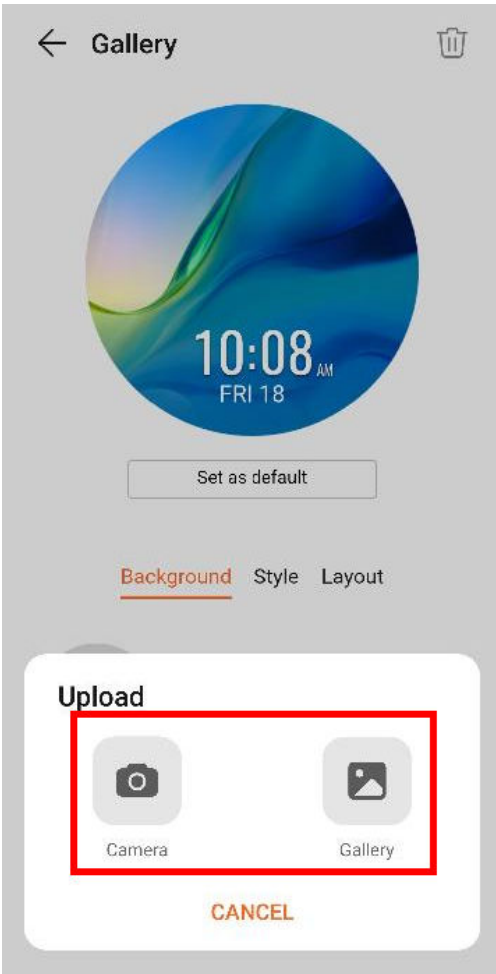 Gallery
10:08 AM
FRI 18
Set as default
Background Style Layout
Upload
Camera Gallery
CANCEL